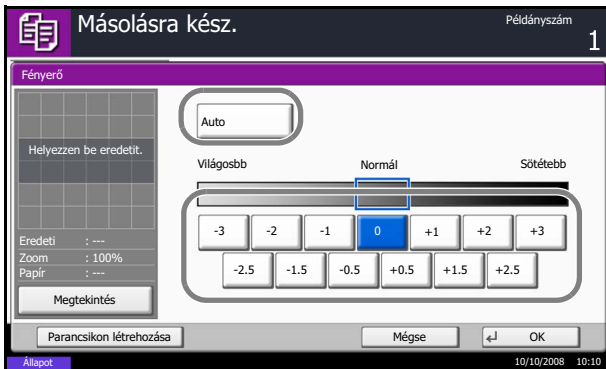 Másolásra kész.
Példányszám
1
Fényerő
Helyezzen be eredetit.
Auto
Világosbb Normál Sötétebb
-3 -2 -1 0 +1 +2 +3
-2.5 -1.5 -0.5 +0.5 +1.5 +2.5
Eredeti : ---
Zoom : 100%
Papír : ---
Megtekintés
Parancsikon létrehozása Mégse OK
Állapot 10/10/2008 10:10